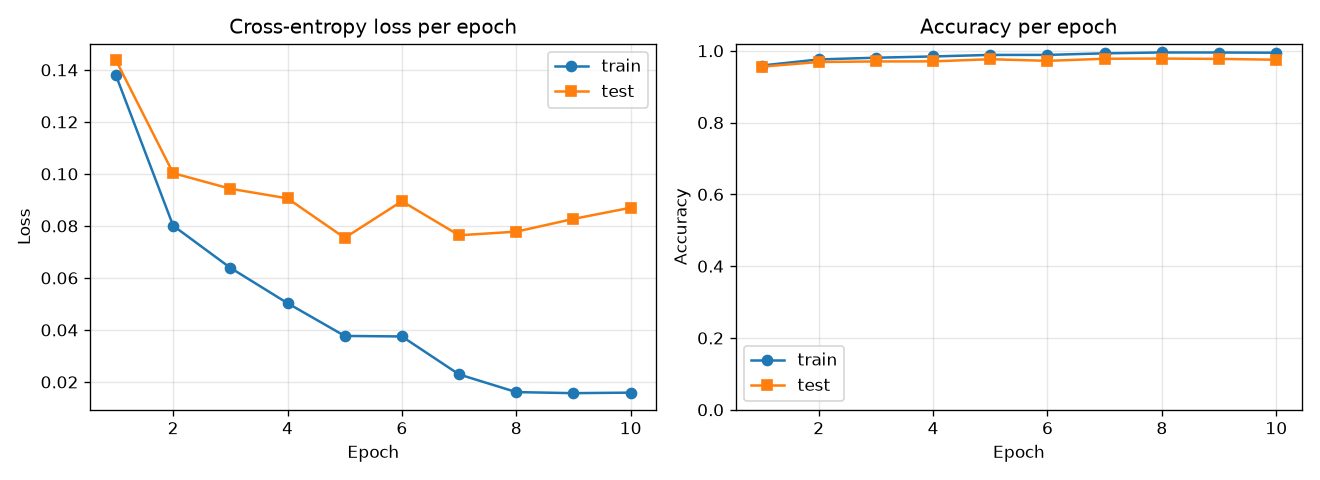 Cross-entropy loss per epoch
0.14
0.12
0.10
0.08
0.06
0.04
0.02
Loss
train
test
2 4 6 8 10
Epoch
Accuracy per epoch
1.0
0.8
0.6
0.4
0.2
0.0
Accuracy
train
test
2 4 6 8 10
Epoch